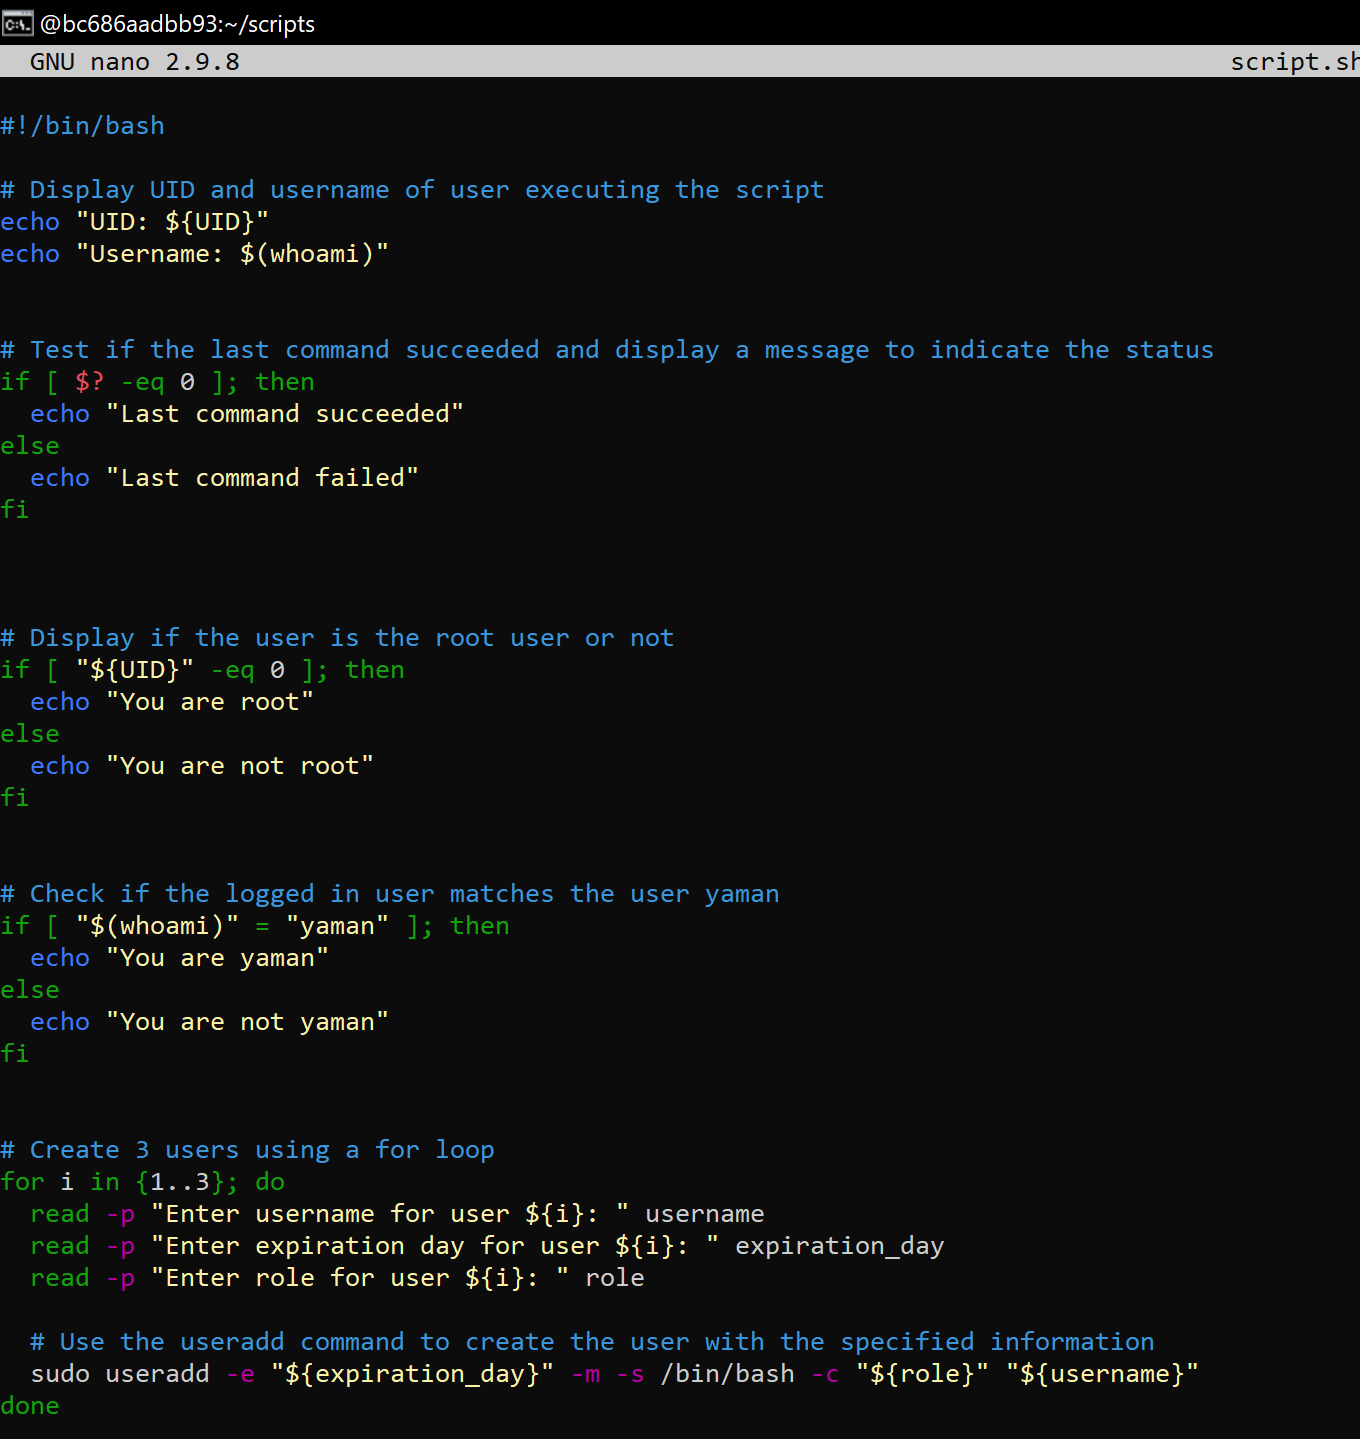 @bc686aadbb93:~/scripts
GNU nano 2.9.8 script.sh
#!/bin/bash
# Display UID and username of user executing the script
echo "UID: ${UID}"
echo "Username: $(whoami)"
# Test if the last command succeeded and display a message to indicate the status
if [ $? -eq 0 ]; then
  echo "Last command succeeded"
else
  echo "Last command failed"
fi
# Display if the user is the root user or not
if [ "${UID}" -eq 0 ]; then
  echo "You are root"
else
  echo "You are not root"
fi
# Check if the logged in user matches the user yaman
if [ "$(whoami)" = "yaman" ]; then
  echo "You are yaman"
else
  echo "You are not yaman"
fi
# Create 3 users using a for loop
for i in {1..3}; do
  read -p "Enter username for user ${i}: " username
  read -p "Enter expiration day for user ${i}: " expiration_day
  read -p "Enter role for user ${i}: " role
  # Use the useradd command to create the user with the specified information
  sudo useradd -e "${expiration_day}" -m -s /bin/bash -c "${role}" "${username}"
done